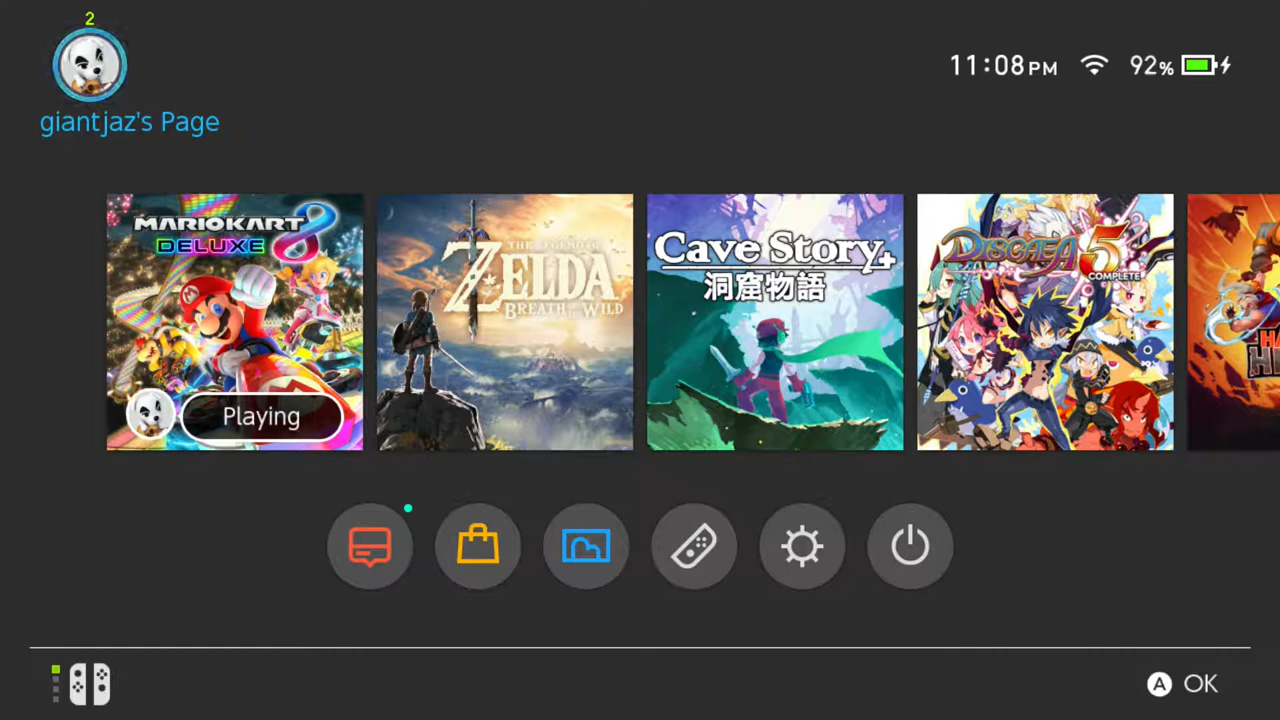 2
giantjaz's Page
11:08PM
92%
MARIOKART 8
DELUXE
Playing
THE LEGEND OF
ZELDA
BREATH OF THE WILD
Cave Story+
洞窟物語
DISGAEA 5
COMPLETE
A OK